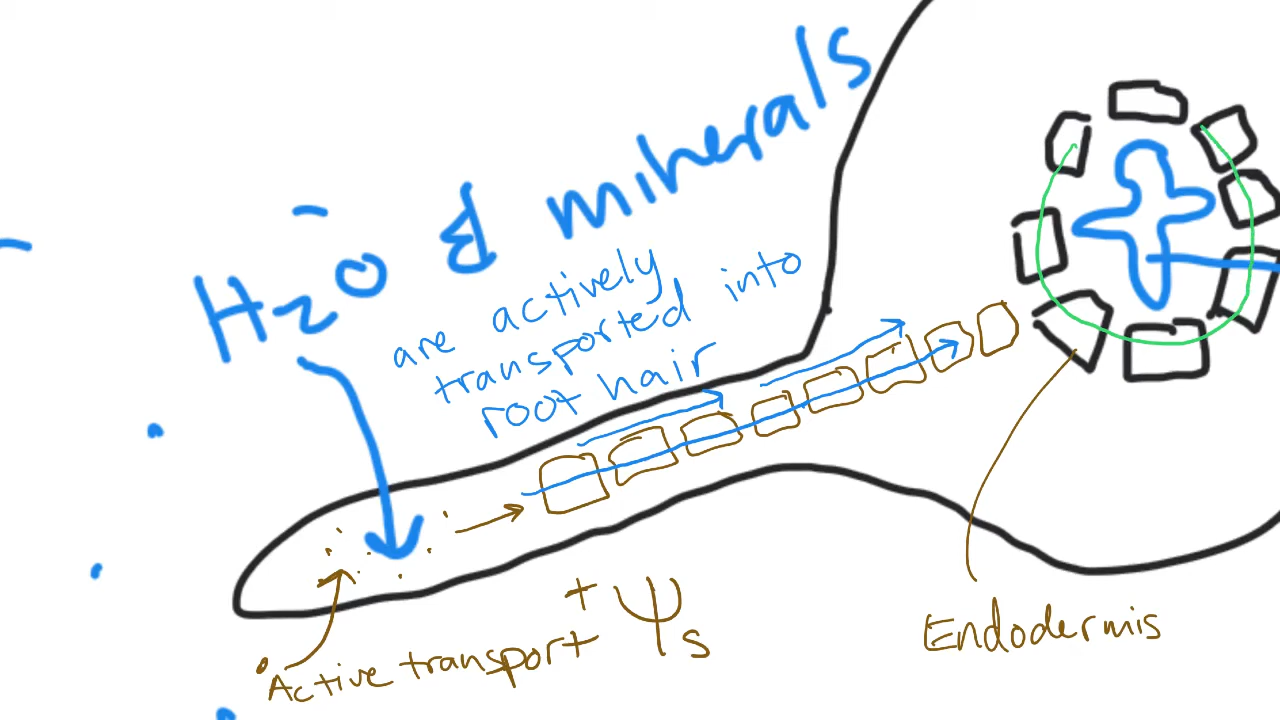 H2O & minerals
are actively
transported into
root hair
Active transport + Ψs
Endodermis